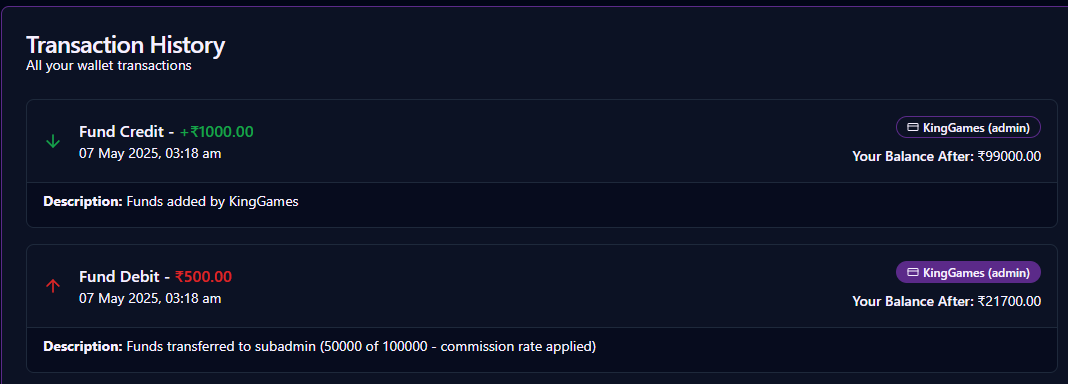 Transaction History
All your wallet transactions
Fund Credit - +₹1000.00
KingGames (admin)
07 May 2025, 03:18 am
Your Balance After: ₹99000.00
Description: Funds added by KingGames
Fund Debit - ₹500.00
KingGames (admin)
07 May 2025, 03:18 am
Your Balance After: ₹21700.00
Description: Funds transferred to subadmin (50000 of 100000 - commission rate applied)